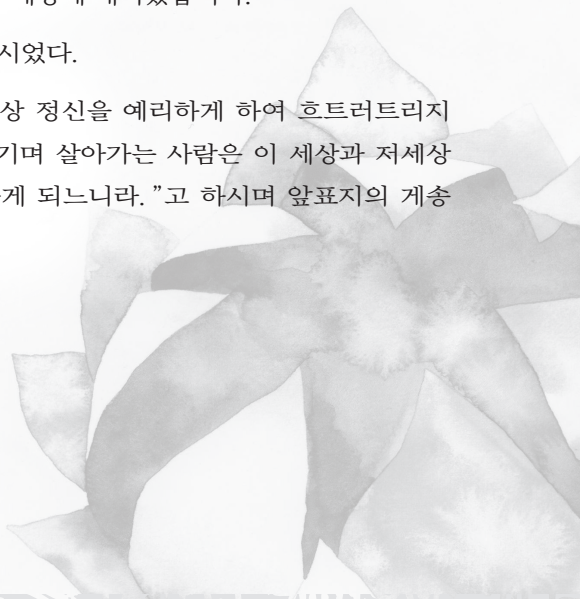 시었다.
상 정신을 예리하게 하여 흐트러트리지
기며 살아가는 사람은 이 세상과 저세상
게 되느니라. ”고 하시며 앞표지의 게송